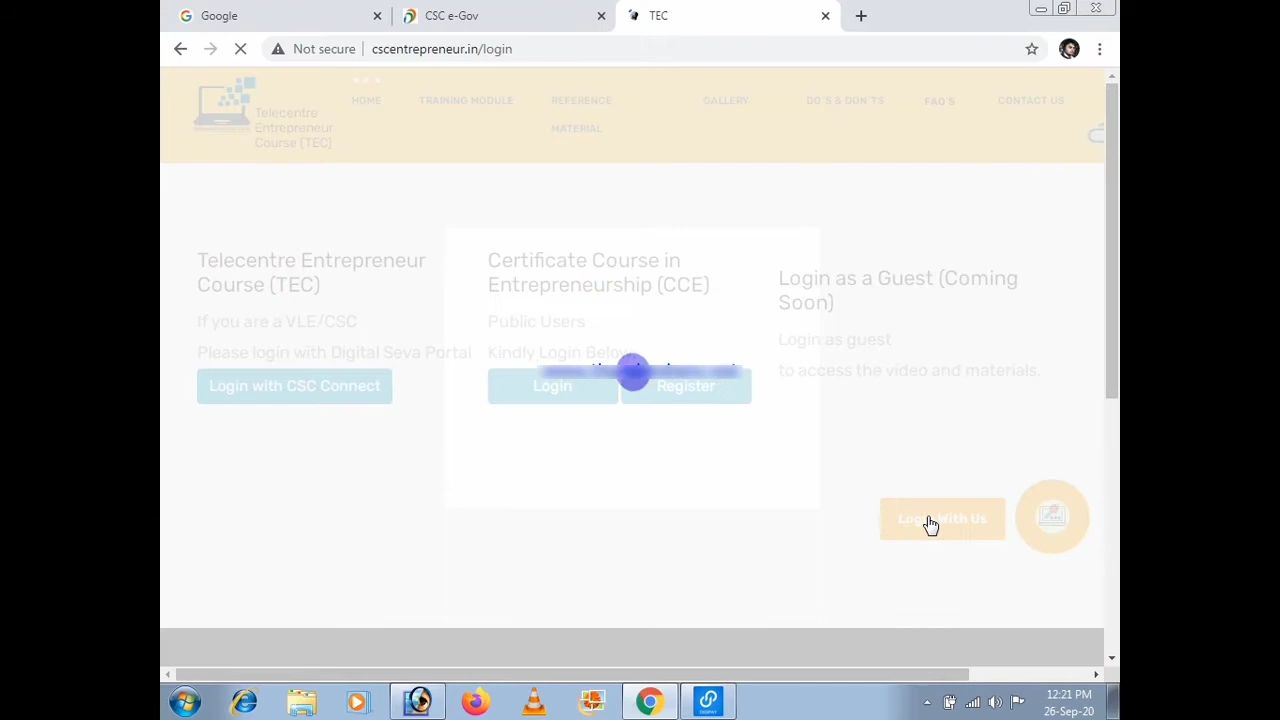 Google
CSC e-Gov
TEC
Not secure
cscentrepreneur.in/login
Telecentre
Entrepreneur
Course (TEC)
HOME
TRAINING MODULE
REFERENCE
MATERIAL
GALLERY
DO'S & DON'TS
FAQ'S
CONTACT US
Telecentre Entrepreneur
Course (TEC)
If you are a VLE/CSC
Please login with Digital Seva Portal
Login with CSC Connect
Certificate Course in
Entrepreneurship (CCE)
Public Users
Kindly Login Below
Login
Register
Login as a Guest (Coming
Soon)
Login as guest
to access the video and materials.
Login With Us
12:21 PM
26-Sep-20